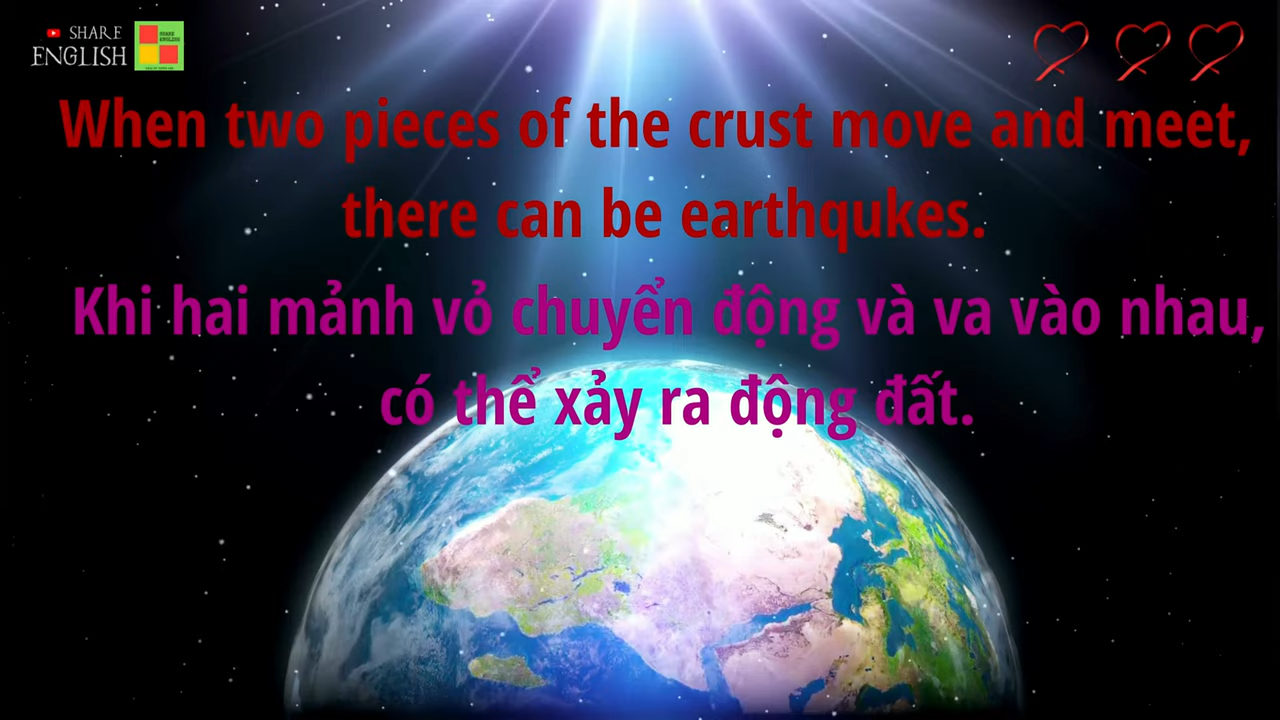 SHARE
ENGLISH
When two pieces of the crust move and meet,
there can be earthqukes.
Khi hai mảnh vỏ chuyển động và va vào nhau,
có thể xảy ra động đất.